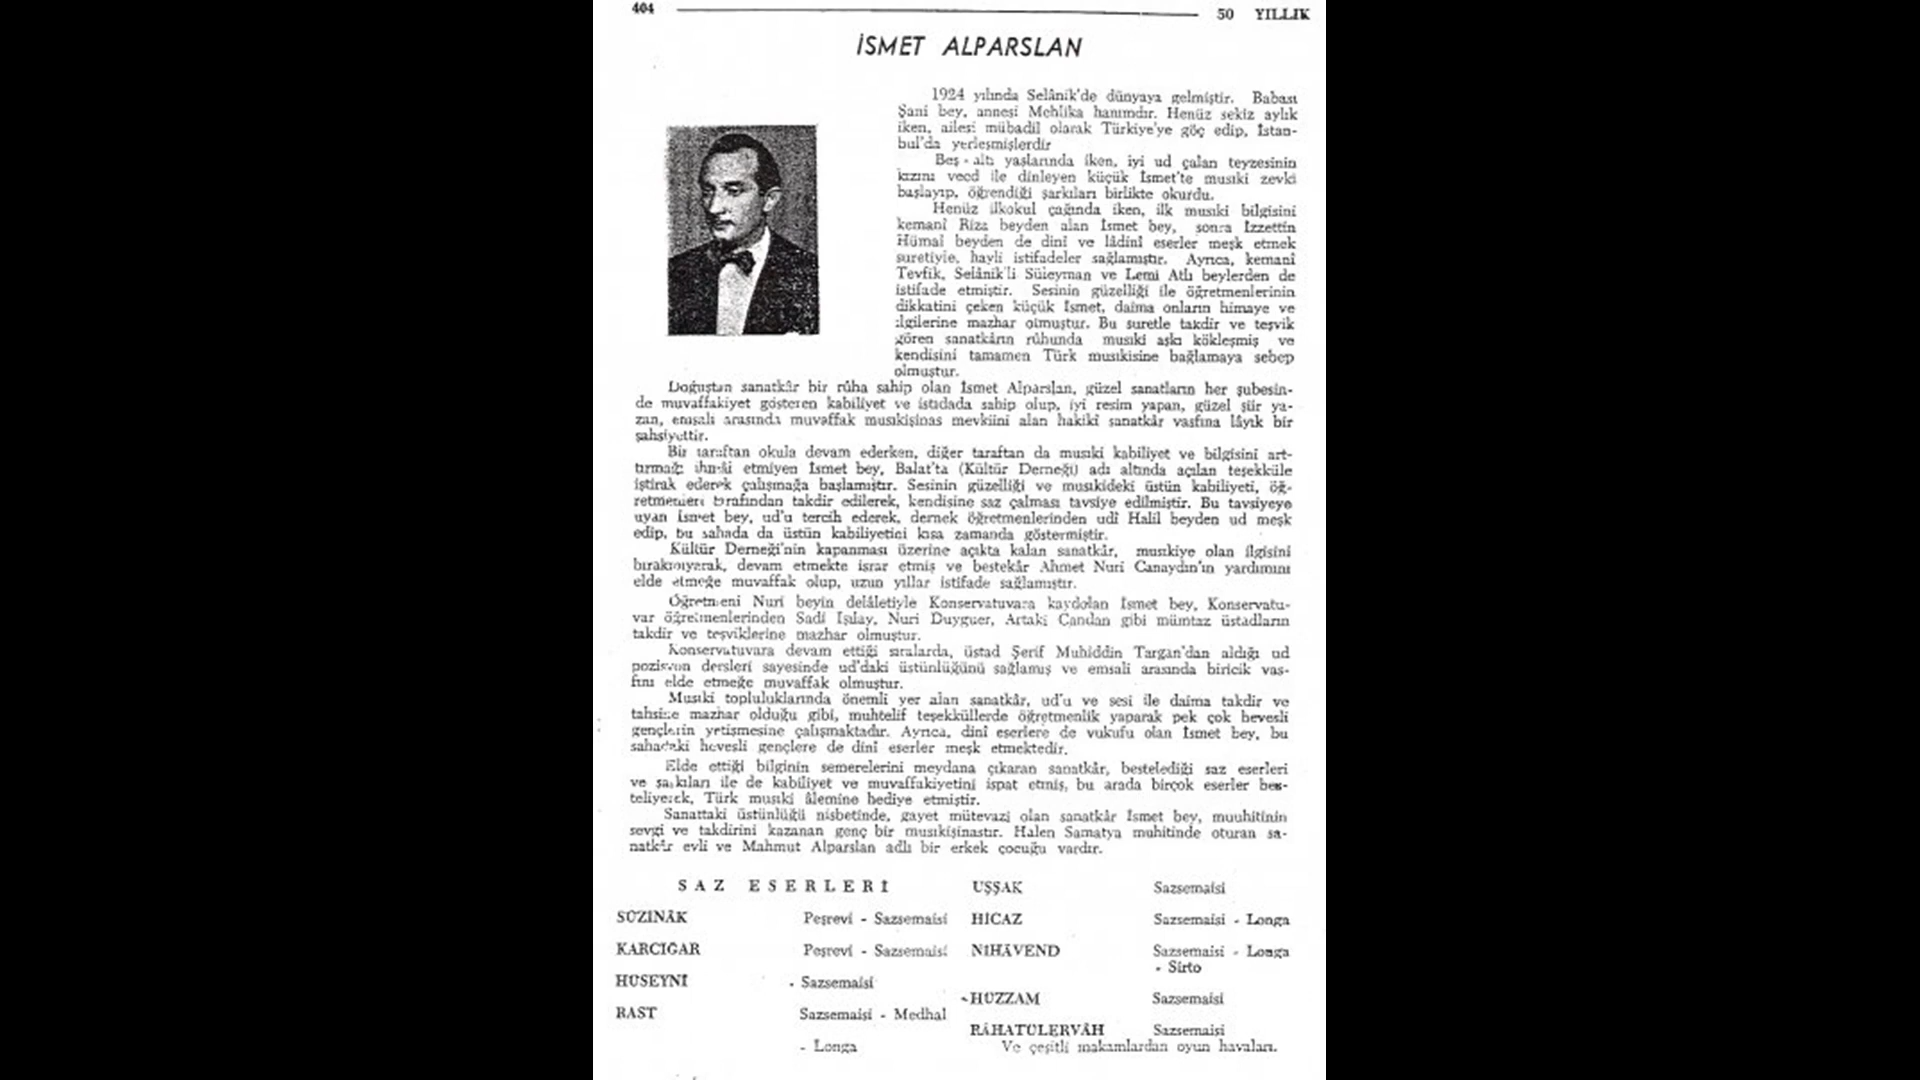 404
50 YILLIK
İSMET ALPARSLAN
1924 yılında Selânik'de dünyaya gelmiştir. Babası
Şani bey, annesi Mehlika hanımdır. Henüz sekiz aylık
iken, ailesi mübadil olarak Türkiye'ye göç edip, İstan-
bul'da yerleşmişlerdir
Beş - altı yaşlarında iken, iyi ud çalan teyzesinin
kızını vecd ile dinleyen küçük İsmet'te musıki zevki
başlayıp, öğrendiği şarkıları birlikte okurdu.
Henüz ilkokul çağında iken, ilk musıki bilgisini
kemanî Riza beyden alan İsmet bey, sonra İzzettin
Hümaî beyden de dinî ve lâdinî eserler meşk etmek
suretiyle, hayli istifadeler sağlamıştır. Ayrıca, kemanî
Tevfik, Selânik'li Süleyman ve Lemi Atlı beylerden de
istifade etmiştir. Sesinin güzelliği ile öğretmenlerinin
dikkatini çeken küçük İsmet, daima onların himaye ve
ilgilerine mazhar olmuştur. Bu suretle takdir ve teşvik
gören sanatkârın rûhunda musıki aşkı kökleşmiş ve
kendisini tamamen Türk musıkisine bağlamaya sebep
olmuştur.
Doğuştan sanatkâr bir rûha sahip olan İsmet Alparslan, güzel sanatların her şubesin-
de muvaffakiyet gösteren kabiliyet ve istidada sahip olup, iyi resim yapan, güzel şiir ya-
zan, emsali arasında muvaffak musıkişinas mevkiini alan hakikî sanatkâr vasfına lâyık bir
şahsiyettir.
Bir taraftan okula devam ederken, diğer taraftan da musıki kabiliyet ve bilgisini art-
tırmağı ihmâl etmiyen İsmet bey, Balat'ta (Kültür Derneği) adı altında açılan teşekküle
iştirak ederek çalışmağa başlamıştır. Sesinin güzelliği ve musıkideki üstün kabiliyeti, öğ-
retmenleri tarafından takdir edilerek, kendisine saz çalması tavsiye edilmiştir. Bu tavsiyeye
uyan İsmet bey, ud'u tercih ederek, dernek öğretmenlerinden udî Halil beyden ud meşk
edip, bu sahada da üstün kabiliyetini kısa zamanda göstermiştir.
Kültür Derneği'nin kapanması üzerine açıkta kalan sanatkâr, musıkiye olan ilgisini
bırakmıyarak, devam etmekte israr etmiş ve bestekâr Ahmet Nuri Canaydın'ın yardımını
elde etmeğe muvaffak olup, uzun yıllar istifade sağlamıştır.
Öğretmeni Nuri beyin delâletiyle Konservatuvara kaydolan İsmet bey, Konservatu-
var öğretmenlerinden Sadi Işılay, Nuri Duyguer, Artaki Candan gibi mümtaz üstadların
takdir ve teşviklerine mazhar olmuştur.
Konservatuvara devam ettiği sıralarda, üstad Şerif Muhiddin Targan'dan aldığı ud
pozisyon dersleri sayesinde ud'daki üstünlüğünü sağlamış ve emsali arasında biricik vas-
fını elde etmeğe muvaffak olmuştur.
Musıki topluluklarında önemli yer alan sanatkâr, ud'u ve sesi ile daima takdir ve
tahsine mazhar olduğu gibi, muhtelif teşekküllerde öğretmenlik yaparak pek çok hevesli
gençlerin yetişmesine çalışmaktadır. Ayrıca, dinî eserlere de vukufu olan İsmet bey, bu
sahadaki hevesli gençlere de dinî eserler meşk etmektedir.
Elde ettiği bilginin semerelerini meydana çıkaran sanatkâr, bestelediği saz eserleri
ve şarkıları ile de kabiliyet ve muvaffakiyetini ispat etmiş, bu arada birçok eserler bes-
teliyerek, Türk musıki âlemine hediye etmiştir.
Sanattaki üstünlüğü nisbetinde, gayet mütevazi olan sanatkâr İsmet bey, muuhitinin
sevgi ve takdirini kazanan genç bir musıkişinastır. Halen Samatya muhitinde oturan sa-
natkâr evli ve Mahmut Alparslan adlı bir erkek çocuğu vardır.
SAZ ESERLERİ
SÛZİNÂK Peşrevi - Sazsemaisi
KARCIĞAR Peşrevi - Sazsemaisi
HÜSEYNİ - Sazsemaisi
RAST Sazsemaisi - Medhal
- Longa
UŞŞAK Sazsemaisi
HİCAZ Sazsemaisi - Longa
NİHÂVEND Sazsemaisi - Longa
- Sirto
HÜZZAM Sazsemaisi
RÂHATÜLERVÂH Sazsemaisi
Ve çeşitli makamlardan oyun havaları.